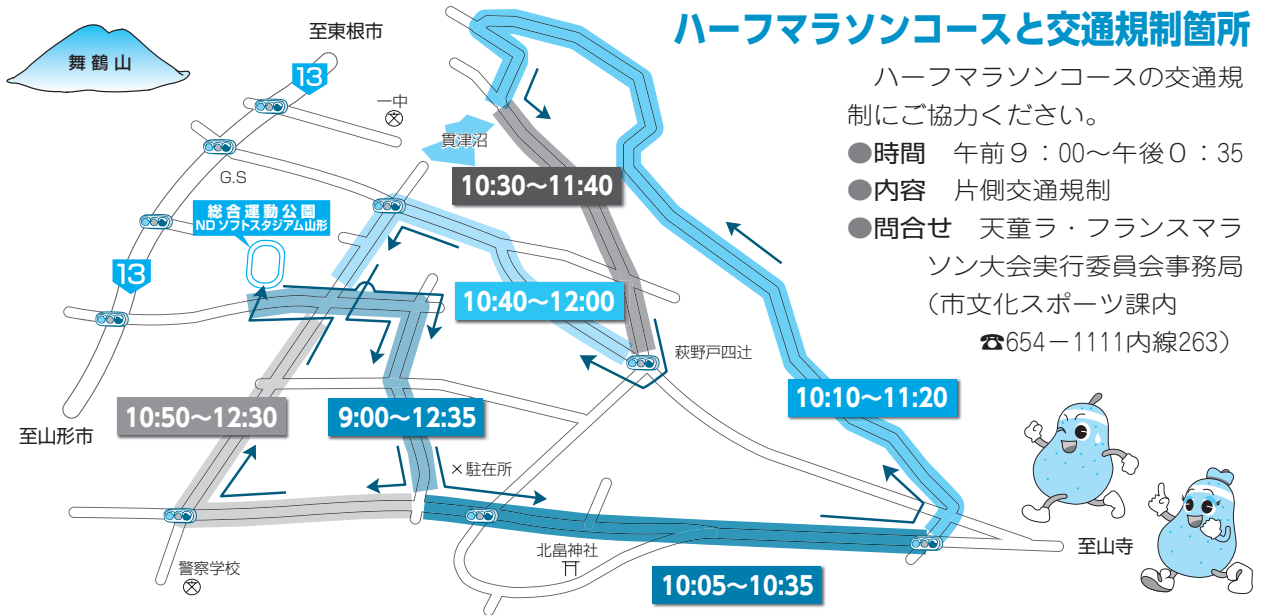 ハーフマラソンコースと交通規制箇所
ハーフマラソンコースの交通規
制にご協力ください。
●時間 午前9:00～午後0:35
●内容 片側交通規制
●問合せ 天童ラ・フランスマラ
ソン大会実行委員会事務局
（市文化スポーツ課内
☎654－1111内線263）
舞鶴山
至東根市
13
一中
貫津沼
G.S
10:30～11:40
総合運動公園
NDソフトスタジアム山形
13
10:40～12:00
萩野戸四辻
10:10～11:20
10:50～12:30
9:00～12:35
至山形市
×駐在所
北畠神社
至山寺
警察学校
10:05～10:35